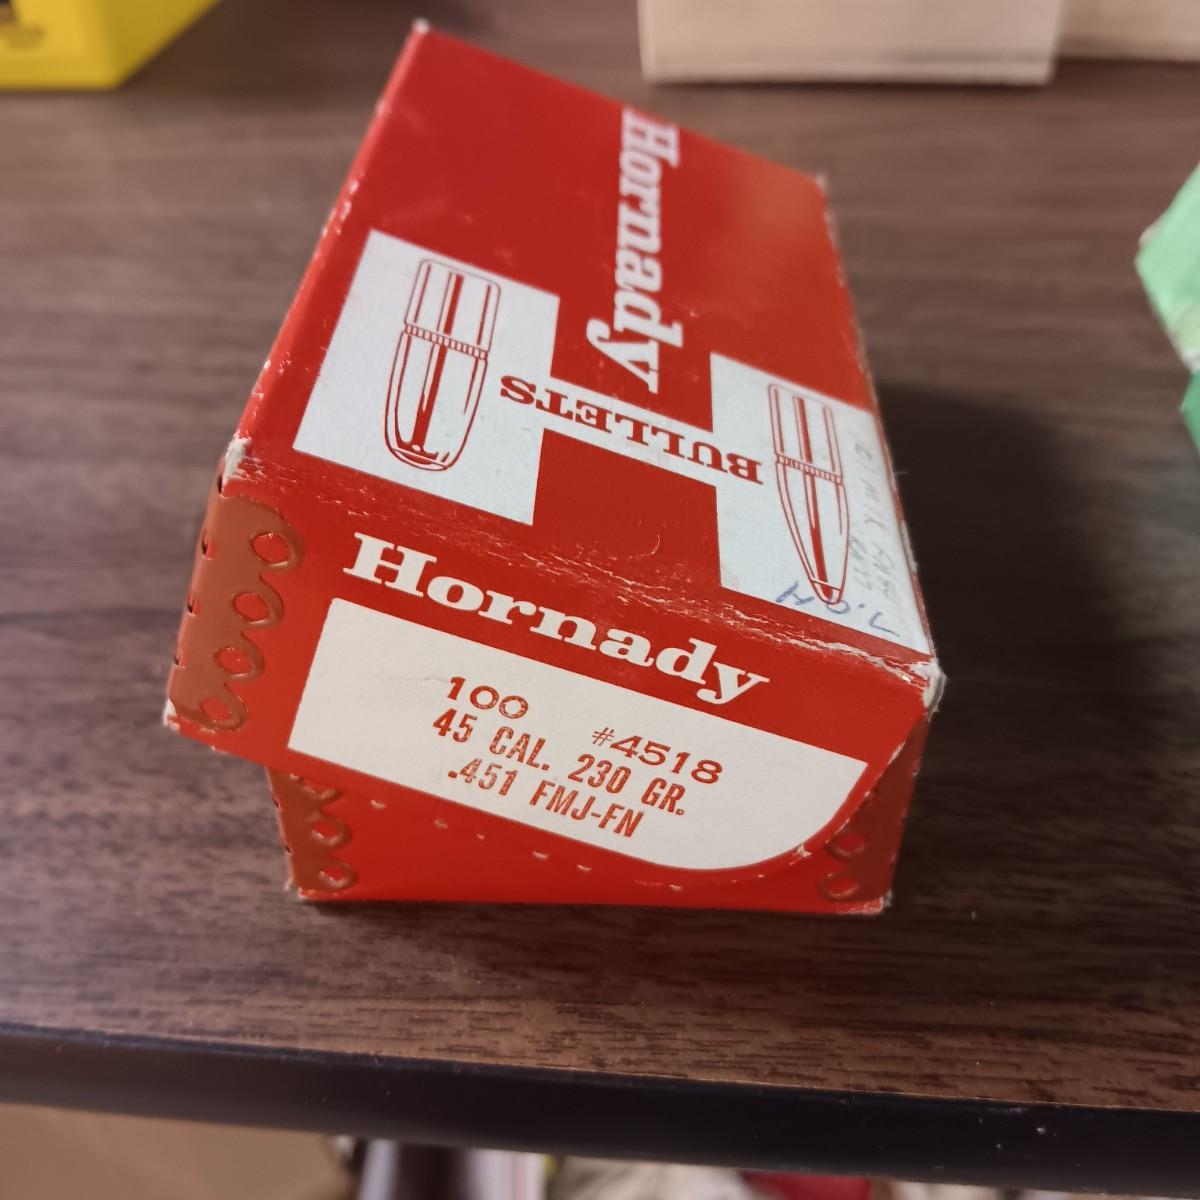 Hornady
BULLETS
Hornady
100 #4518
45 CAL. 230 GR.
.451 FMJ-FN